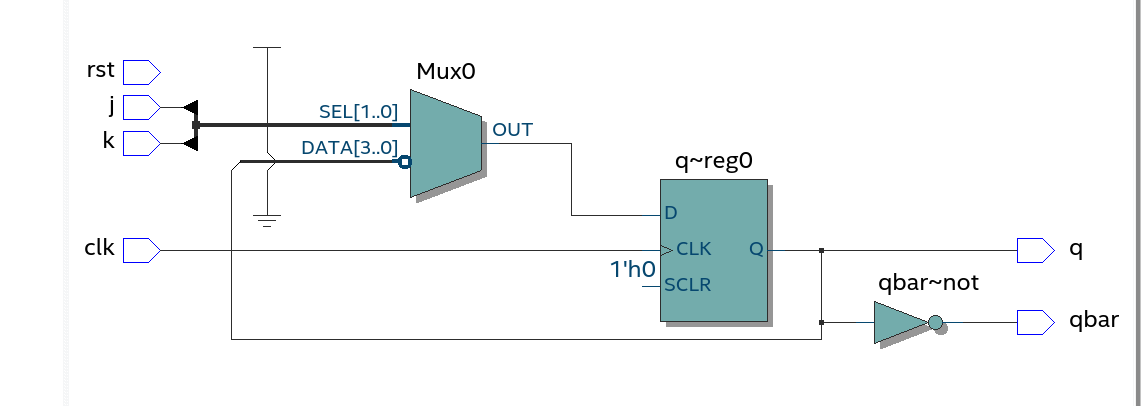 Mux0
rst
j
SEL[1..0]
OUT
k
DATA[3..0]
q~reg0
D
clk
CLK
Q
q
1'h0
SCLR
qbar~not
qbar